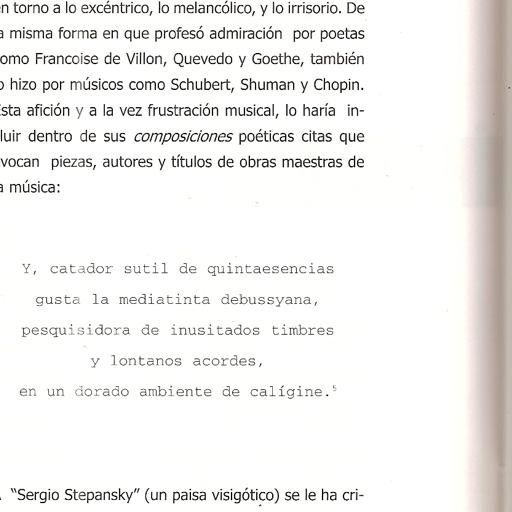 n torno a lo excéntrico, lo melancólico, y lo irrisorio. De
a misma forma en que profesó admiración por poetas
omo Francoise de Villon, Quevedo y Goethe, también
o hizo por músicos como Schubert, Shuman y Chopin.
sta afición y a la vez frustración musical, lo haría in-
luir dentro de sus composiciones poéticas citas que
vocan piezas, autores y títulos de obras maestras de
a música:
Y, catador sutil de quintaesencias
gusta la mediatinta debussyana,
pesquisidora de inusitados timbres
y lontanos acordes,
en un dorado ambiente de calígine.⁵
“Sergio Stepansky” (un paisa visigótico) se le ha cri-